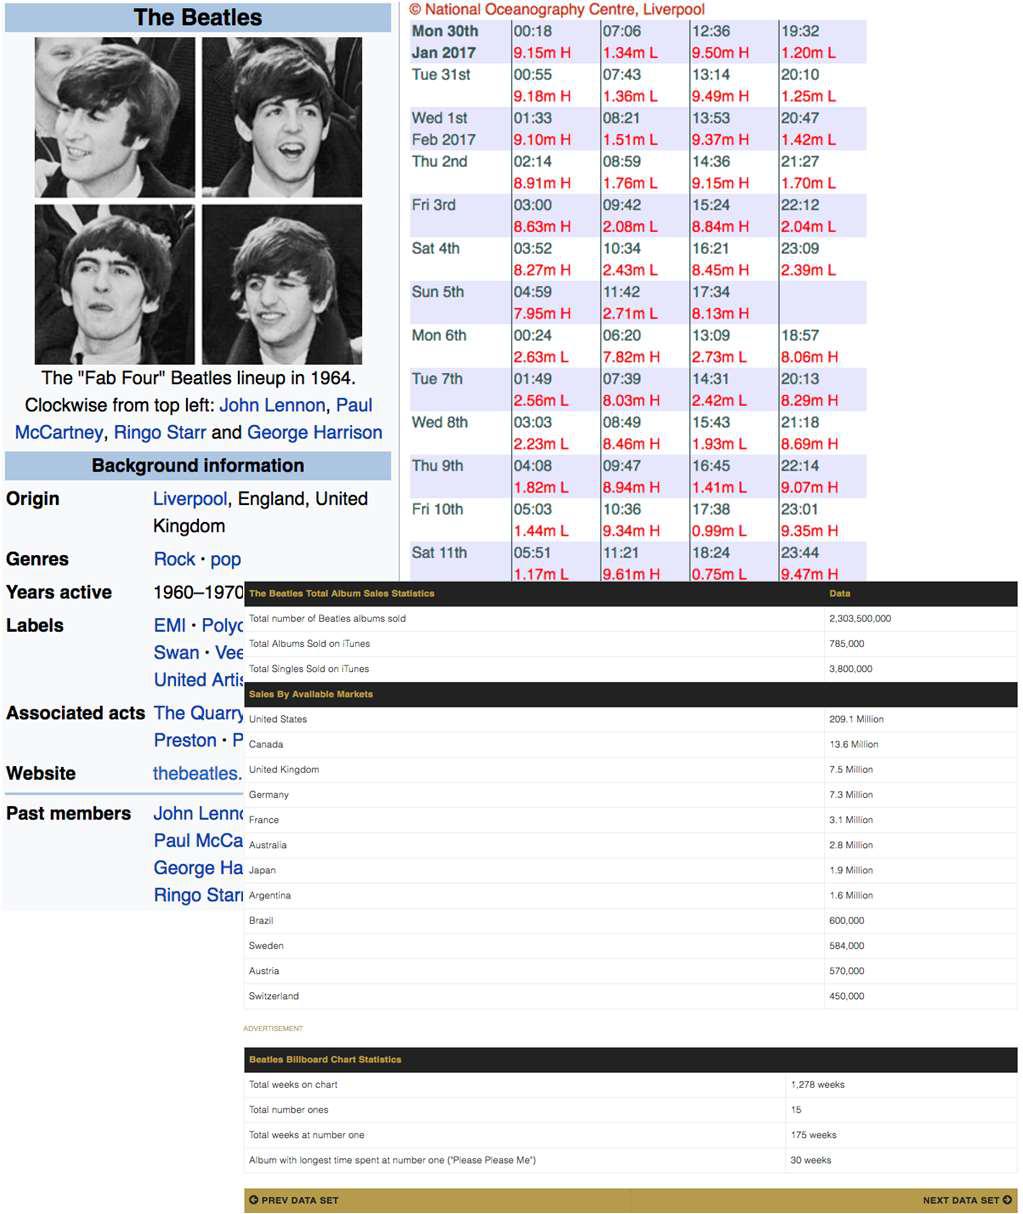 The Beatles
The "Fab Four" Beatles lineup in 1964.
Clockwise from top left: John Lennon, Paul
McCartney, Ringo Starr and George Harrison
Background information
Origin Liverpool, England, United
Kingdom
Genres Rock · pop
Years active 1960–1970
Labels EMI ·
Swan ·
United
Associated acts The
Preston ·
Website thebeatles.
Past members John
Paul
George
Ringo
© National Oceanography Centre, Liverpool
Mon 30th 00:18 07:06 12:36 19:32
Jan 2017 9.15m H 1.34m L 9.50m H 1.20m L
Tue 31st 00:55 07:43 13:14 20:10
9.18m H 1.36m L 9.49m H 1.25m L
Wed 1st 01:33 08:21 13:53 20:47
Feb 2017 9.10m H 1.51m L 9.37m H 1.42m L
Thu 2nd 02:14 08:59 14:36 21:27
8.91m H 1.76m L 9.15m H 1.70m L
Fri 3rd 03:00 09:42 15:24 22:12
8.63m H 2.08m L 8.84m H 2.04m L
Sat 4th 03:52 10:34 16:21 23:09
8.27m H 2.43m L 8.45m H 2.39m L
Sun 5th 04:59 11:42 17:34
7.95m H 2.71m L 8.13m H
Mon 6th 00:24 06:20 13:09 18:57
2.63m L 7.82m H 2.73m L 8.06m H
Tue 7th 01:49 07:39 14:31 20:13
2.56m L 8.03m H 2.42m L 8.29m H
Wed 8th 03:03 08:49 15:43 21:18
2.23m L 8.46m H 1.93m L 8.69m H
Thu 9th 04:08 09:47 16:45 22:14
1.82m L 8.94m H 1.41m L 9.07m H
Fri 10th 05:03 10:36 17:38 23:01
1.44m L 9.34m H 0.99m L 9.35m H
Sat 11th 05:51 11:21 18:24 23:44
1.17m L 9.61m H 0.75m L 9.47m H
The Beatles Total Album Sales Statistics Data
Total number of Beatles albums sold 2,303,500,000
Total Albums Sold on iTunes 785,000
Total Singles Sold on iTunes 3,800,000
Sales By Available Markets
United States 209.1 Million
Canada 13.6 Million
United Kingdom 7.5 Million
Germany 7.3 Million
France 3.1 Million
Australia 2.8 Million
Japan 1.9 Million
Argentina 1.6 Million
Brazil 600,000
Sweden 584,000
Austria 570,000
Switzerland 450,000
ADVERTISEMENT
Beatles Billboard Chart Statistics
Total weeks on chart 1,278 weeks
Total number ones 15
Total weeks at number one 175 weeks
Album with longest time spent at number one ("Please Please Me") 30 weeks
PREV DATA SET NEXT DATA SET